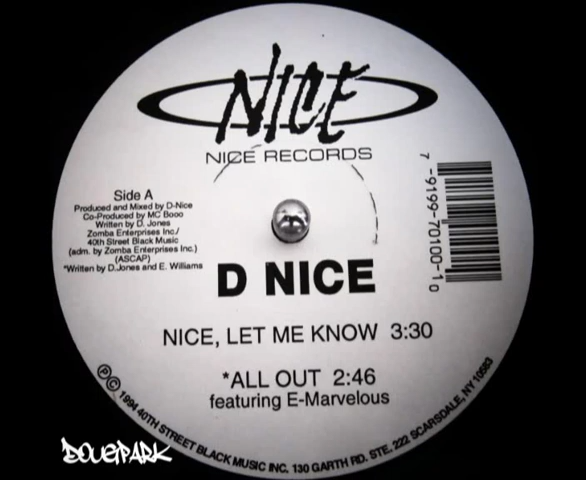 NICE
NICE RECORDS
Side A
Produced and Mixed by D-Nice
Co-Produced by MC Booo
Written by D. Jones
Zomba Enterprises Inc./
40th Street Black Music
(adm. by Zomba Enterprises Inc.)
(ASCAP)
*Written by D.Jones and E. Williams
7 -9199-70100-1 0
D NICE
NICE, LET ME KNOW 3:30
*ALL OUT 2:46
featuring E-Marvelous
℗© 1994 40TH STREET BLACK MUSIC INC. 130 GARTH RD. STE. 222 SCARSDALE, NY 10583
DOUGPARK